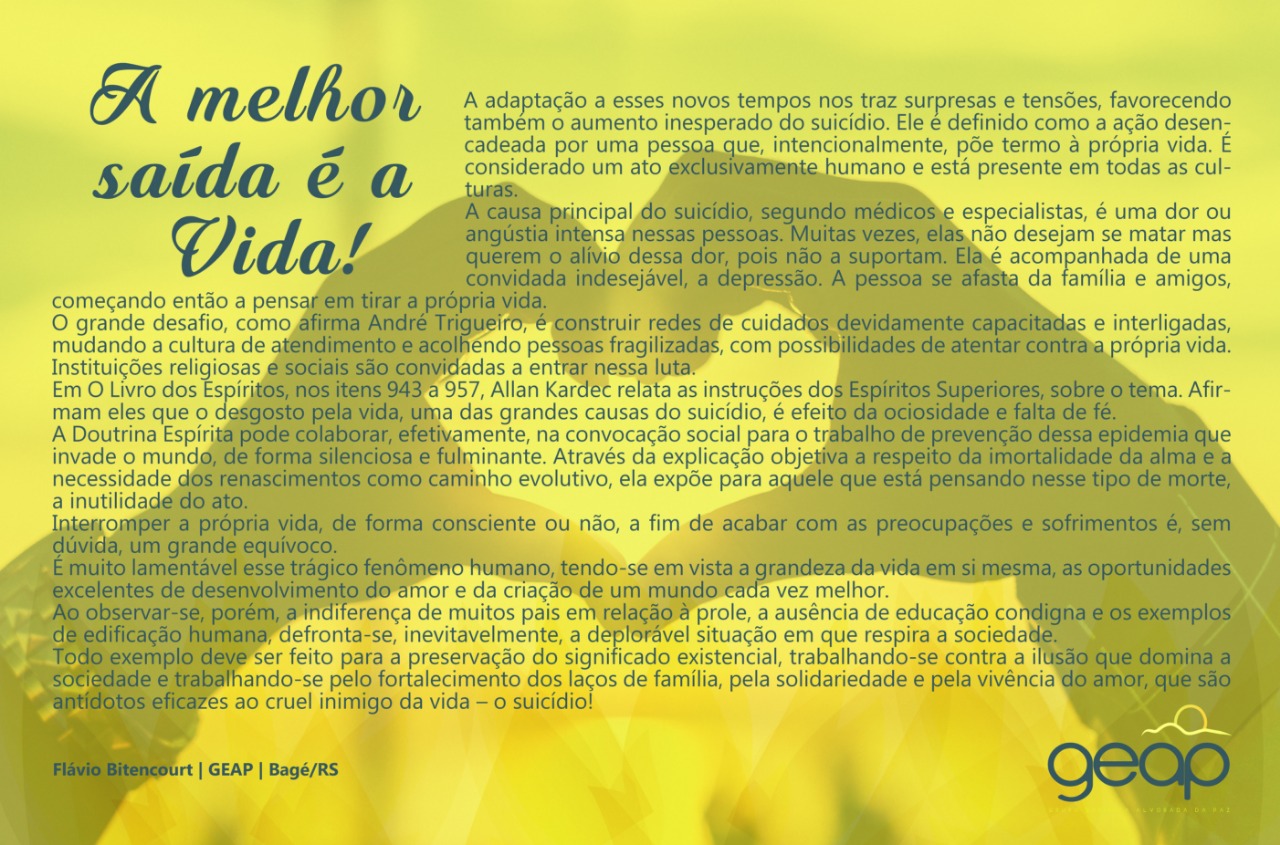 A melhor
saída é a
Vida!
A adaptação a esses novos tempos nos traz surpresas e tensões, favorecendo
também o aumento inesperado do suicídio. Ele é definido como a ação desen-
cadeada por uma pessoa que, intencionalmente, põe termo à própria vida. É
considerado um ato exclusivamente humano e está presente em todas as cul-
turas.
A causa principal do suicídio, segundo médicos e especialistas, é uma dor ou
angústia intensa nessas pessoas. Muitas vezes, elas não desejam se matar mas
querem o alívio dessa dor, pois não a suportam. Ela é acompanhada de uma
convidada indesejável, a depressão. A pessoa se afasta da família e amigos,
começando então a pensar em tirar a própria vida.
O grande desafio, como afirma André Trigueiro, é construir redes de cuidados devidamente capacitadas e interligadas,
mudando a cultura de atendimento e acolhendo pessoas fragilizadas, com possibilidades de atentar contra a própria vida.
Instituições religiosas e sociais são convidadas a entrar nessa luta.
Em O Livro dos Espíritos, nos itens 943 a 957, Allan Kardec relata as instruções dos Espíritos Superiores, sobre o tema. Afir-
mam eles que o desgosto pela vida, uma das grandes causas do suicídio, é efeito da ociosidade e falta de fé.
A Doutrina Espírita pode colaborar, efetivamente, na convocação social para o trabalho de prevenção dessa epidemia que
invade o mundo, de forma silenciosa e fulminante. Através da explicação objetiva a respeito da imortalidade da alma e a
necessidade dos renascimentos como caminho evolutivo, ela expõe para aquele que está pensando nesse tipo de morte,
a inutilidade do ato.
Interromper a própria vida, de forma consciente ou não, a fim de acabar com as preocupações e sofrimentos é, sem
dúvida, um grande equívoco.
É muito lamentável esse trágico fenômeno humano, tendo-se em vista a grandeza da vida em si mesma, as oportunidades
excelentes de desenvolvimento do amor e da criação de um mundo cada vez melhor.
Ao observar-se, porém, a indiferença de muitos pais em relação à prole, a ausência de educação condigna e os exemplos
de edificação humana, defronta-se, inevitavelmente, a deplorável situação em que respira a sociedade.
Todo exemplo deve ser feito para a preservação do significado existencial, trabalhando-se contra a ilusão que domina a
sociedade e trabalhando-se pelo fortalecimento dos laços de família, pela solidariedade e pela vivência do amor, que são
antídotos eficazes ao cruel inimigo da vida – o suicídio!
Flávio Bitencourt | GEAP | Bagé/RS
geap
ALVORADA DA PAZ